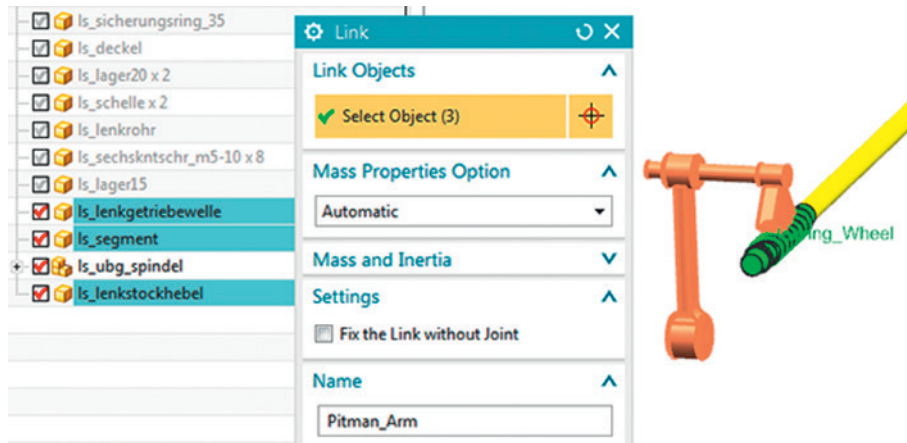 ls_sicherungsring_35
ls_deckel
ls_lager20 x 2
ls_schelle x 2
ls_lenkrohr
ls_sechskntschr_m5-10 x 8
ls_lager15
ls_lenkgetriebewelle
ls_segment
ls_ubg_spindel
ls_lenkstockhebel
Link
Link Objects
Select Object (3)
Mass Properties Option
Automatic
Mass and Inertia
Settings
Fix the Link without Joint
Name
Pitman_Arm
ing_Wheel